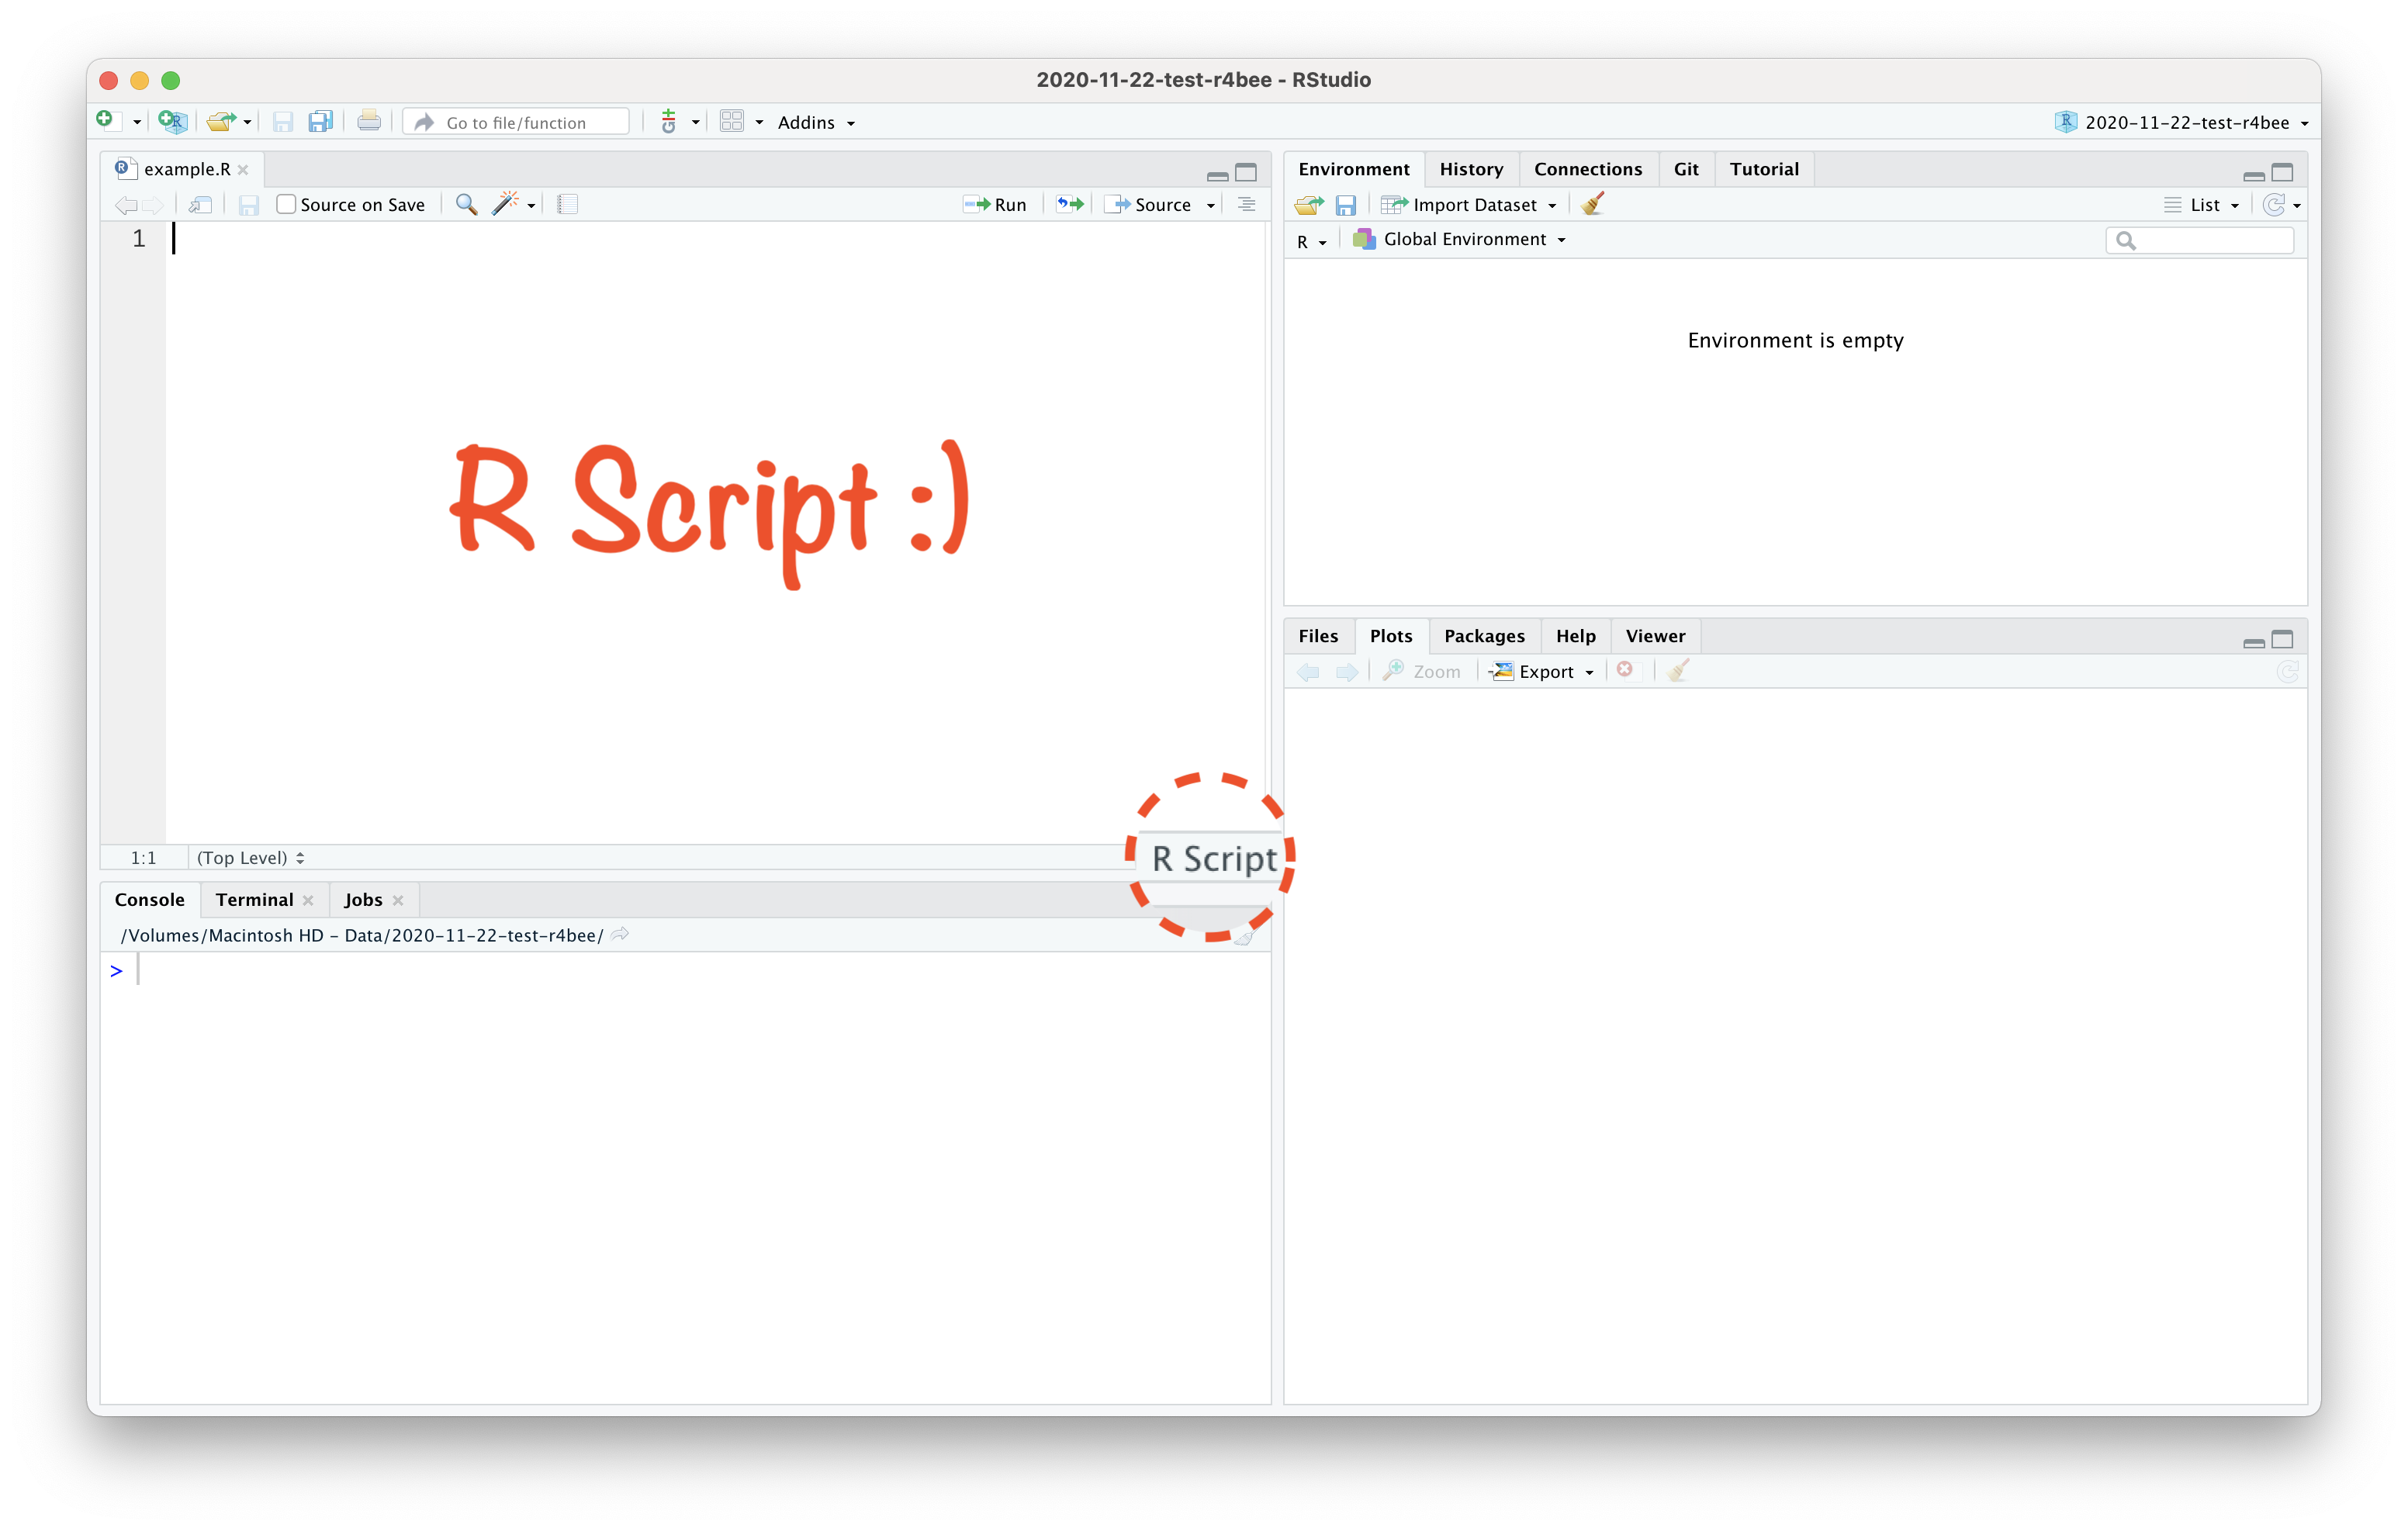 2020-11-22-test-r4bee - RStudio
Go to file/function
Addins
2020-11-22-test-r4bee
example.R
Source on Save
Run
Source
1
R Script :)
1:1
(Top Level)
R Script
Console
Terminal
Jobs
/Volumes/Macintosh HD - Data/2020-11-22-test-r4bee/
>
Environment
History
Connections
Git
Tutorial
Import Dataset
List
R
Global Environment
Environment is empty
Files
Plots
Packages
Help
Viewer
Zoom
Export